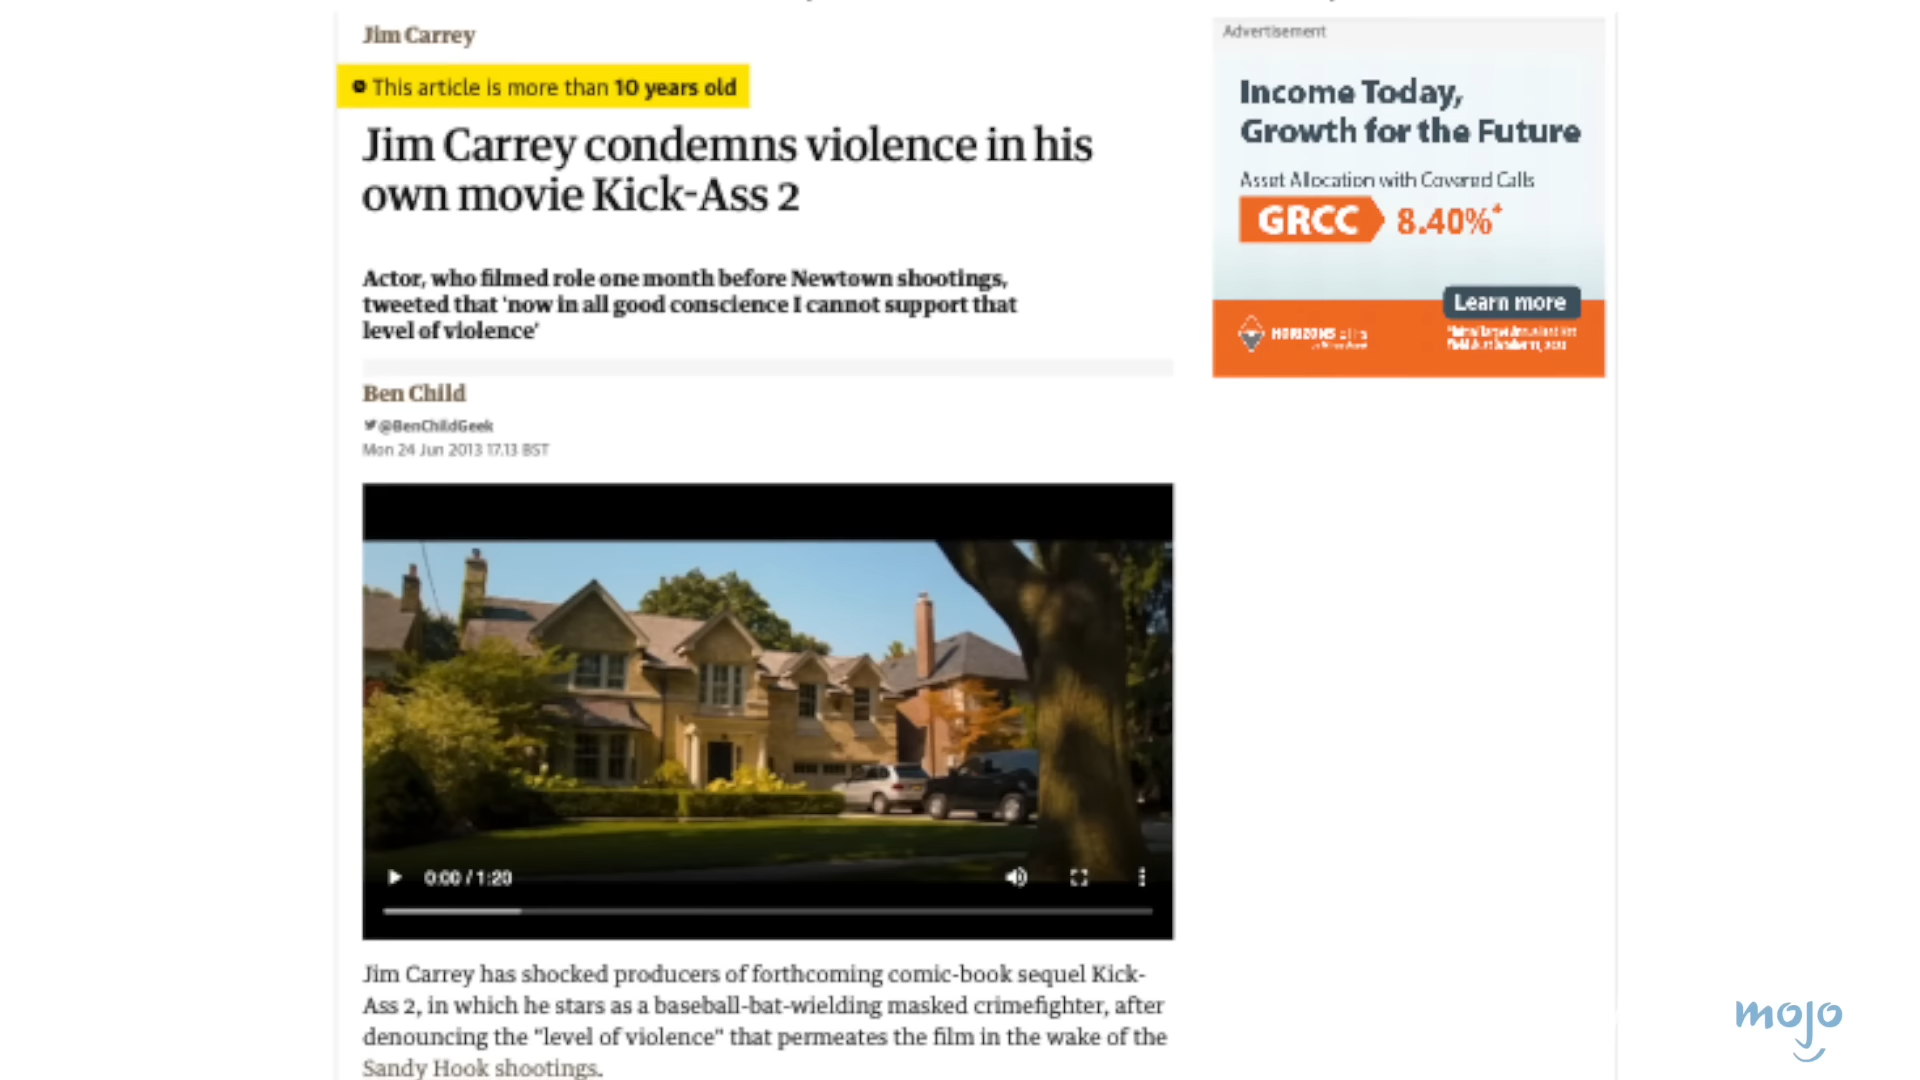 Jim Carrey
This article is more than 10 years old
Jim Carrey condemns violence in his
own movie Kick-Ass 2
Actor, who filmed role one month before Newtown shootings,
tweeted that 'now in all good conscience I cannot support that
level of violence'
Ben Child
@BenChildGeek
Mon 24 Jun 2013 17.13 BST
0:00 / 1:20
Jim Carrey has shocked producers of forthcoming comic-book sequel Kick-
Ass 2, in which he stars as a baseball-bat-wielding masked crimefighter, after
denouncing the "level of violence" that permeates the film in the wake of the
Sandy Hook shootings.
Advertisement
Income Today,
Growth for the Future
Asset Allocation with Covered Calls
GRCC 8.40%*
Learn more
HORIZONS ETFs
mojo